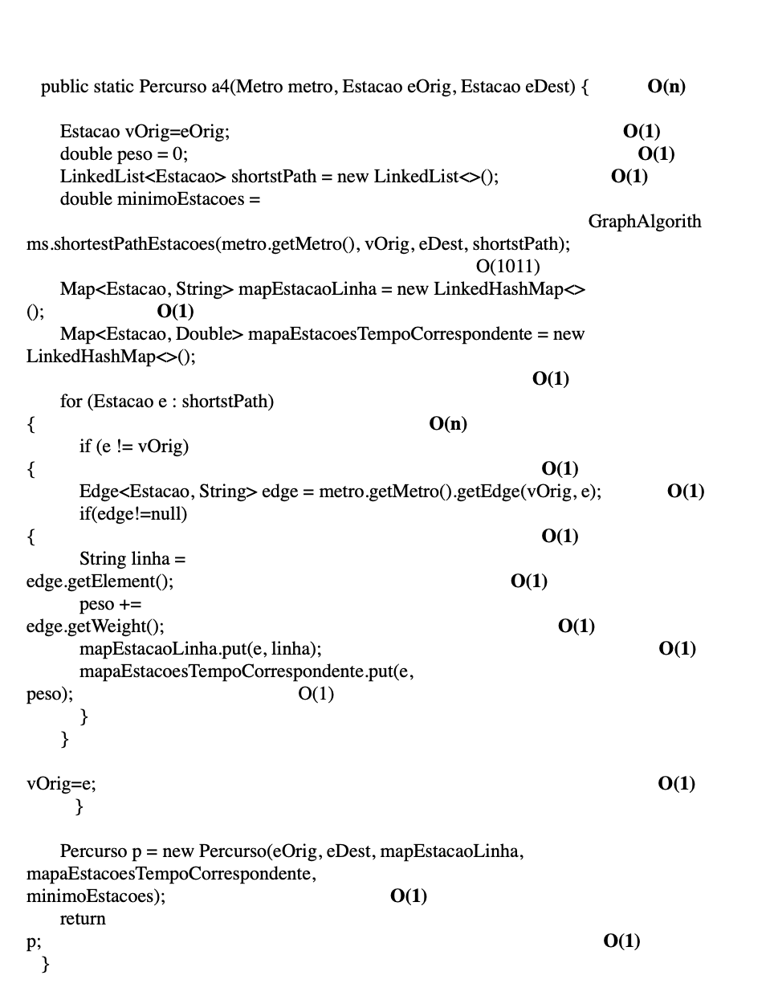 public static Percurso a4(Metro metro, Estacao eOrig, Estacao eDest) { O(n)
Estacao vOrig=eOrig; O(1)
double peso = 0; O(1)
LinkedList<Estacao> shortstPath = new LinkedList<>(); O(1)
double minimoEstacoes =
GraphAlgorith
ms.shortestPathEstacoes(metro.getMetro(), vOrig, eDest, shortstPath);
O(1011)
Map<Estacao, String> mapEstacaoLinha = new LinkedHashMap<>
(); O(1)
Map<Estacao, Double> mapaEstacoesTempoCorrespondente = new
LinkedHashMap<>();
O(1)
for (Estacao e : shortstPath)
{ O(n)
if (e != vOrig)
{ O(1)
Edge<Estacao, String> edge = metro.getMetro().getEdge(vOrig, e); O(1)
if(edge!=null)
{ O(1)
String linha =
edge.getElement(); O(1)
peso +=
edge.getWeight(); O(1)
mapEstacaoLinha.put(e, linha); O(1)
mapaEstacoesTempoCorrespondente.put(e,
peso); O(1)
}
}
vOrig=e; O(1)
}
Percurso p = new Percurso(eOrig, eDest, mapEstacaoLinha,
mapaEstacoesTempoCorrespondente,
minimoEstacoes); O(1)
return
p; O(1)
}